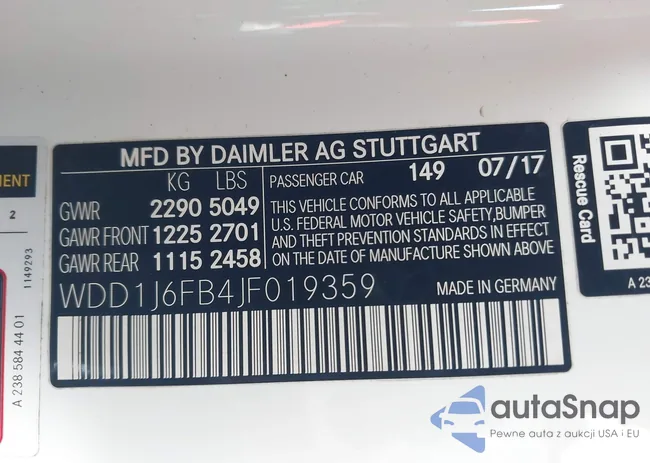 MFD BY DAIMLER AG STUTTGART
KG LBS
GVWR 2290 5049
GAWR FRONT 1225 2701
GAWR REAR 1115 2458
PASSENGER CAR 149 07/17
THIS VEHICLE CONFORMS TO ALL APPLICABLE
U.S. FEDERAL MOTOR VEHICLE SAFETY,BUMPER
AND THEFT PREVENTION STANDARDS IN EFFECT
ON THE DATE OF MANUFACTURE SHOWN ABOVE
WDD1J6FB4JF019359 MADE IN GERMANY
2
1149293
A 238 584 44 01
Rescue Card
A 23
autaSnap
Pewne auta z aukcji USA i EU